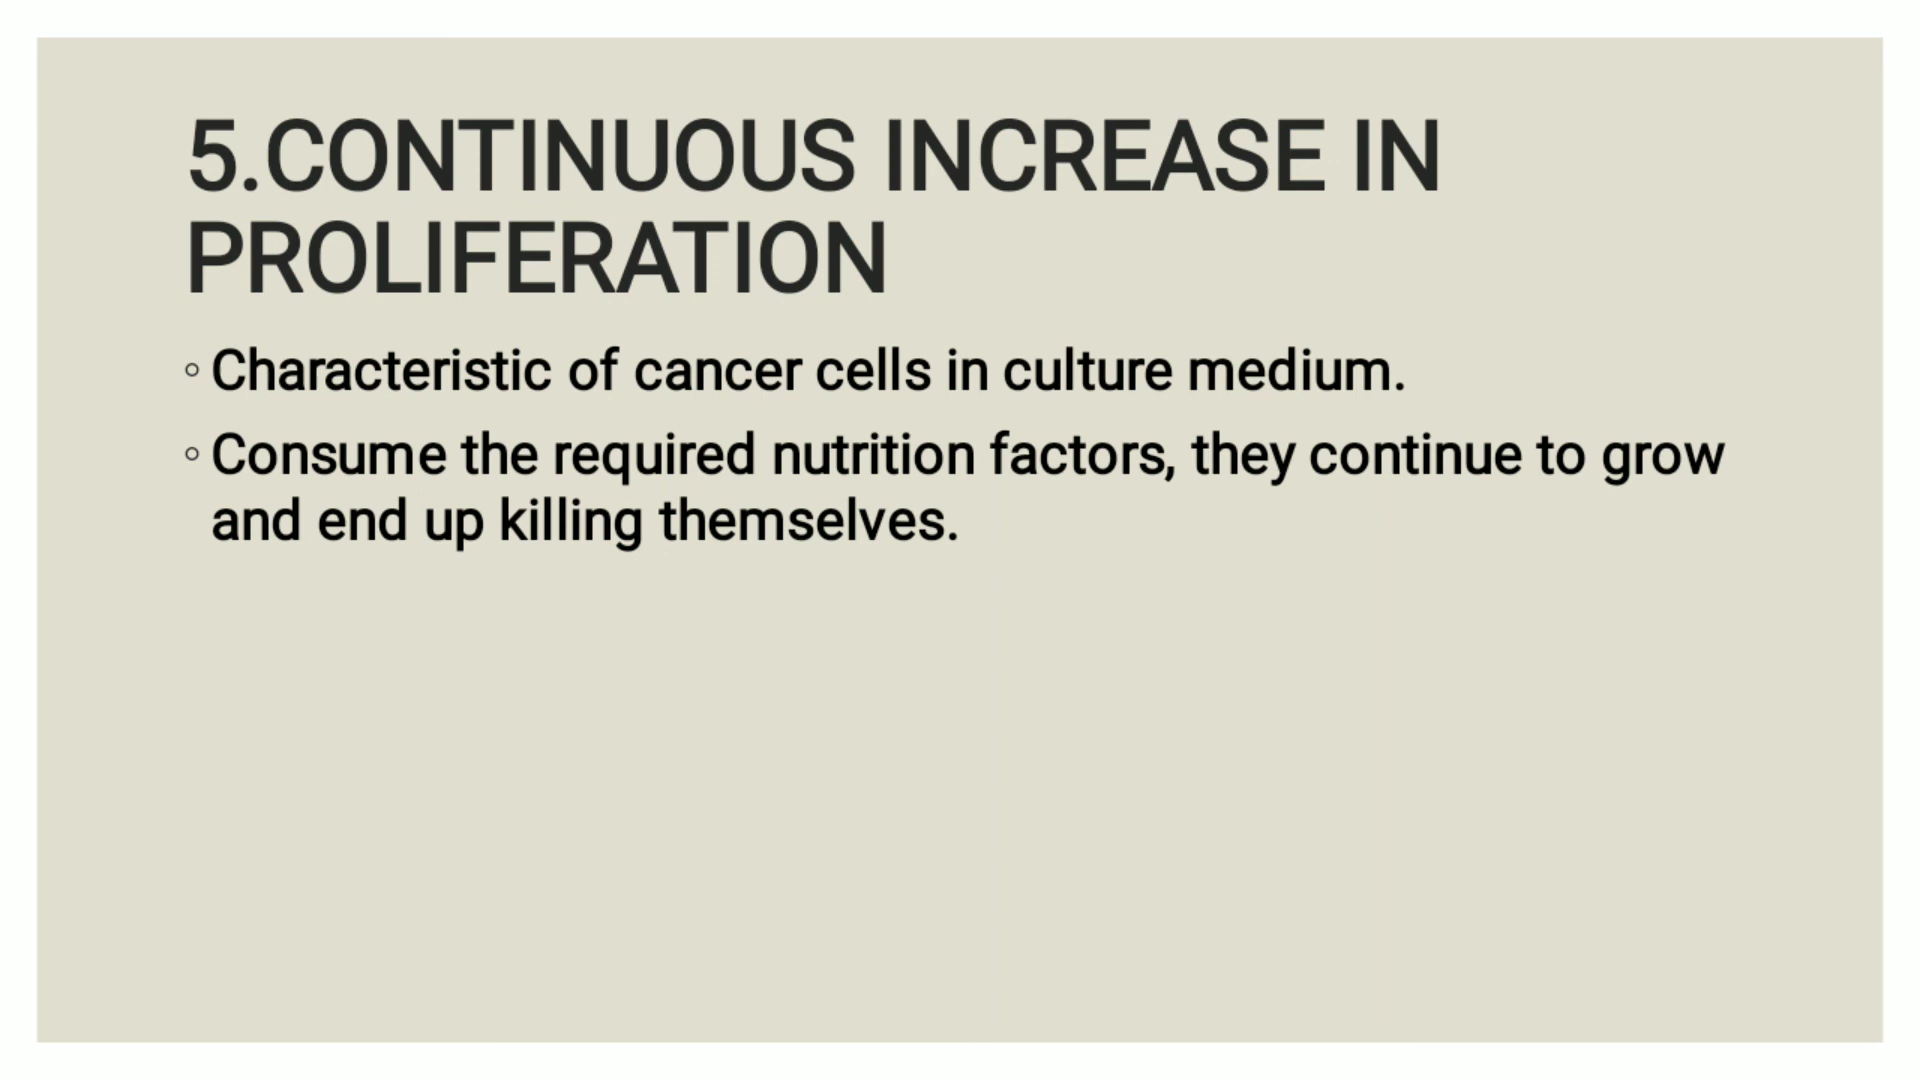 5.CONTINUOUS INCREASE IN
PROLIFERATION
◦ Characteristic of cancer cells in culture medium.
◦ Consume the required nutrition factors, they continue to grow
and end up killing themselves.